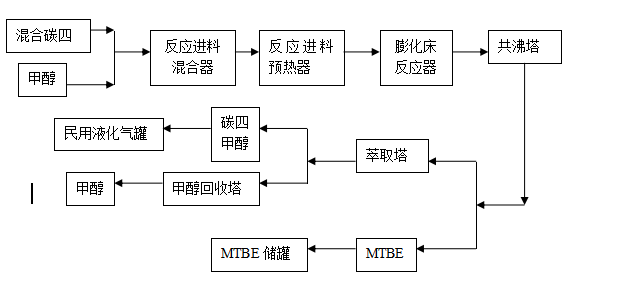 混合碳四
甲醇
反应进料
混合器
反应进料
预热器
膨化床
反应器
共沸塔
民用液化气罐
碳四
甲醇
萃取塔
甲醇
甲醇回收塔
MTBE 储罐
MTBE